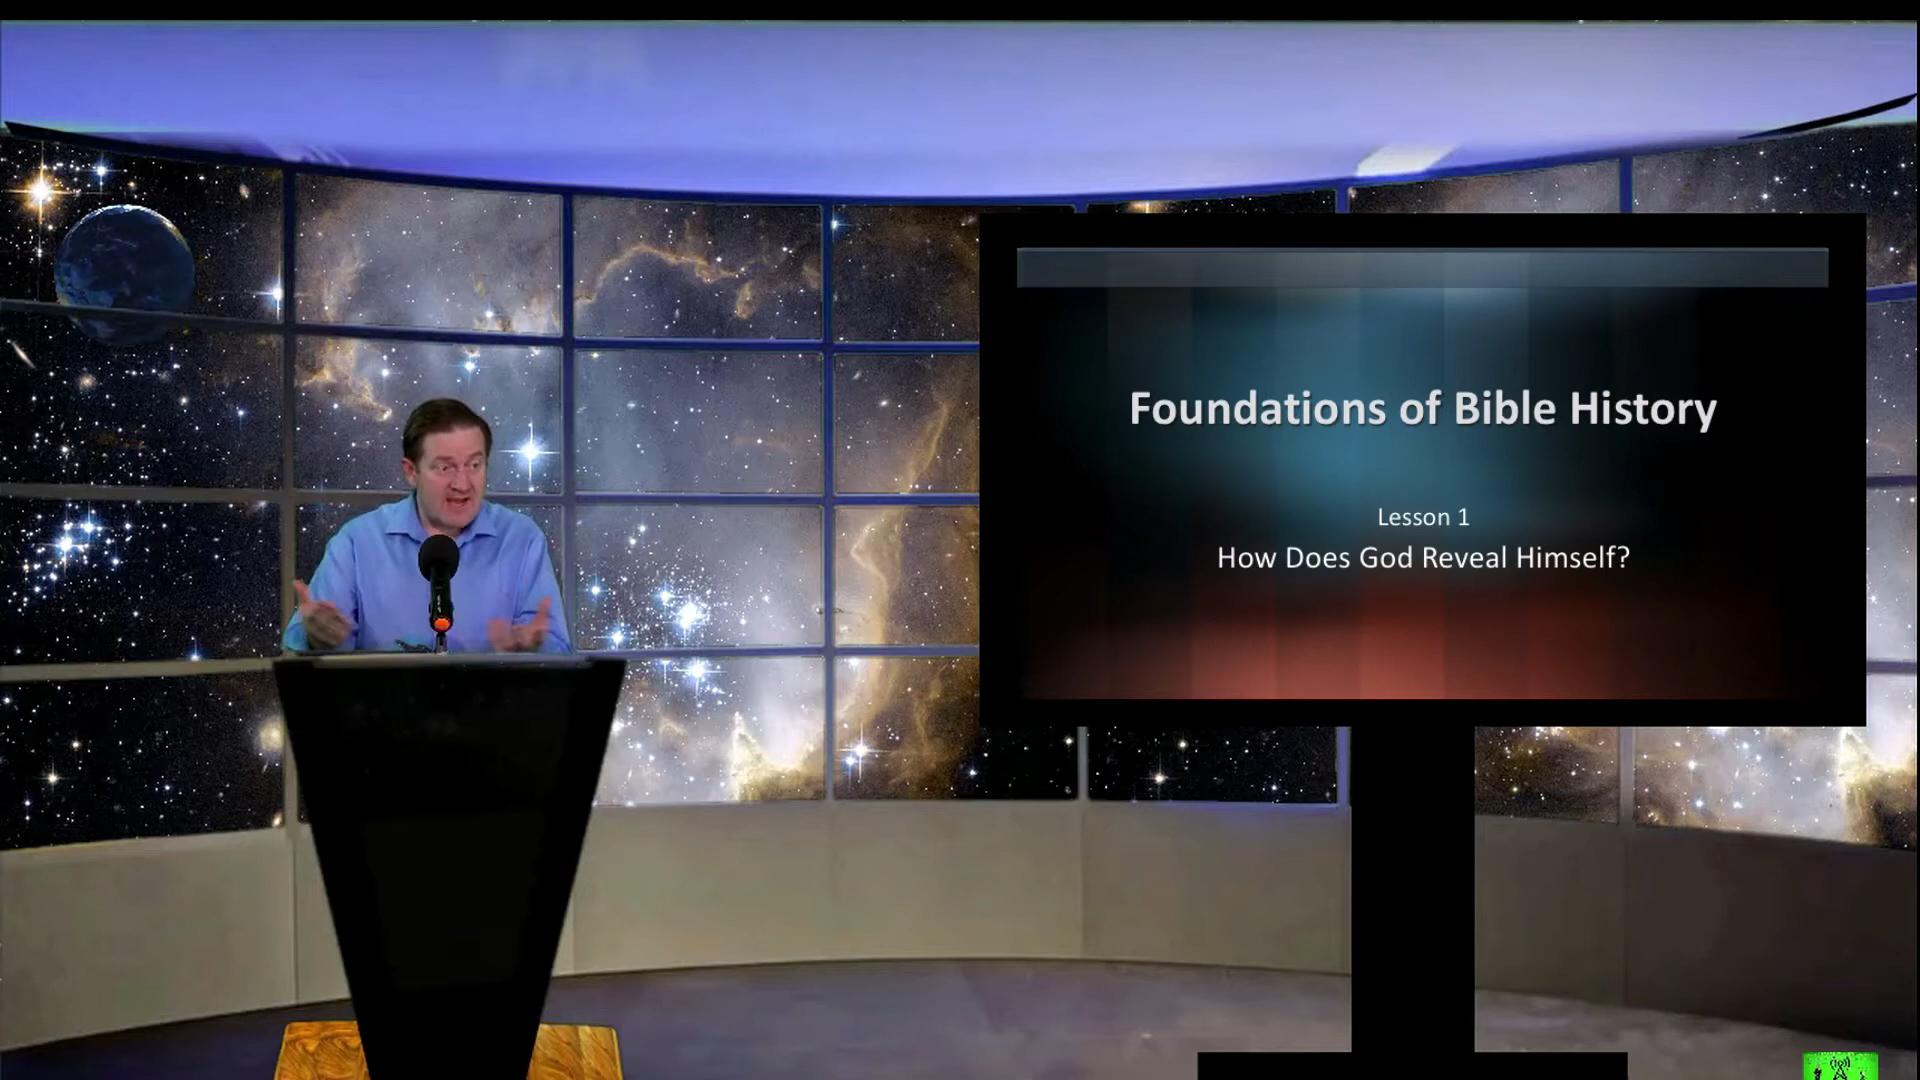 Foundations of Bible History
Lesson 1
How Does God Reveal Himself?